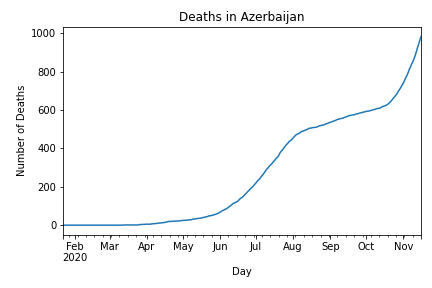 Deaths in Azerbaijan
1000
800
600
400
200
0
Number of Deaths
Feb Mar Apr May Jun Jul Aug Sep Oct Nov
2020
Day